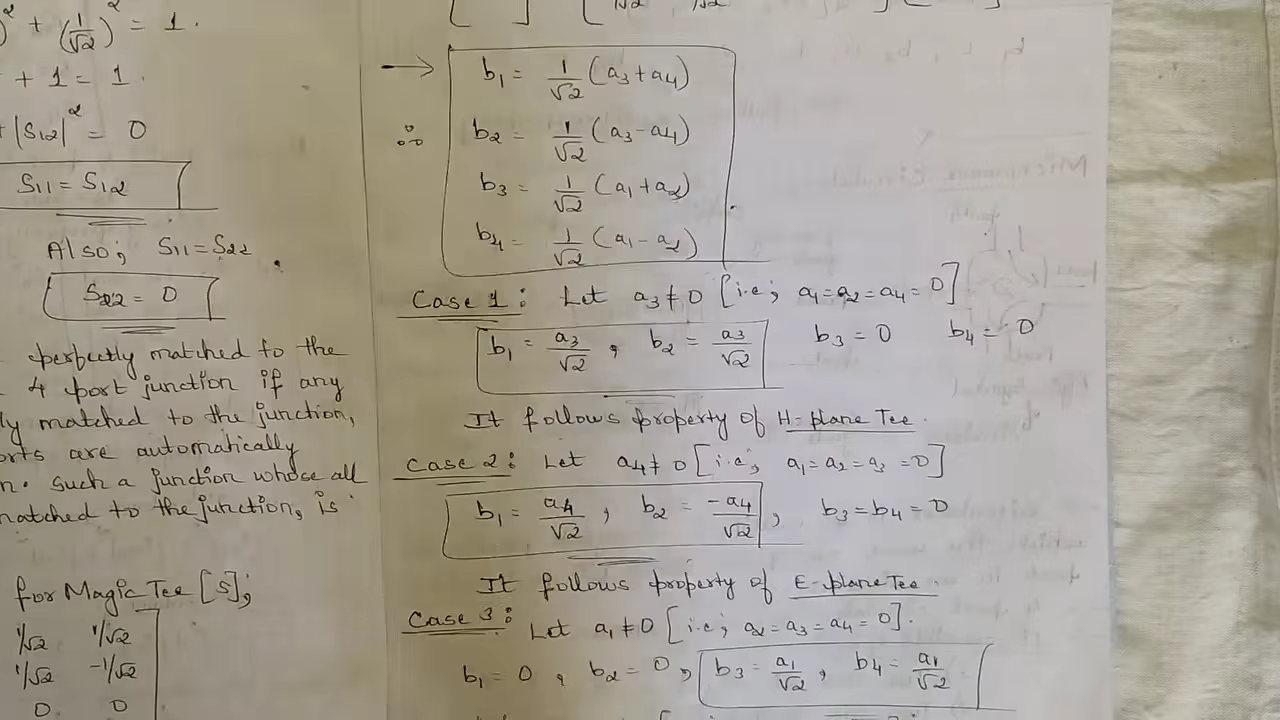 )² + (1/√2)² = 1.
+ 1 = 1.
+ |S12|² = 0
S11 = S12
Also; S11 = S22.
S22 = 0
perfectly matched to the
4 port junction if any
ly matched to the junction,
orts are automatically
n. such a junction whose all
matched to the junction, is
for Magic Tee [S];
1/√2 1/√2
1/√2 -1/√2
0 0
→ b1 = 1/√2 (a3 + a4)
∴ b2 = 1/√2 (a3 - a4)
b3 = 1/√2 (a1 + a2)
b4 = 1/√2 (a1 - a2)
Case 1: Let a3 ≠ 0 [i.e; a1 = a2 = a4 = 0]
b1 = a3/√2, b2 = a3/√2 b3 = 0 b4 = 0
It follows property of H-plane Tee.
Case 2: Let a4 ≠ 0 [i.e; a1 = a2 = a3 = 0]
b1 = a4/√2, b2 = -a4/√2, b3 = b4 = 0
It follows property of E-plane Tee.
Case 3: Let a1 ≠ 0 [i.e; a2 = a3 = a4 = 0].
b1 = 0, b2 = 0, b3 = a1/√2, b4 = a1/√2